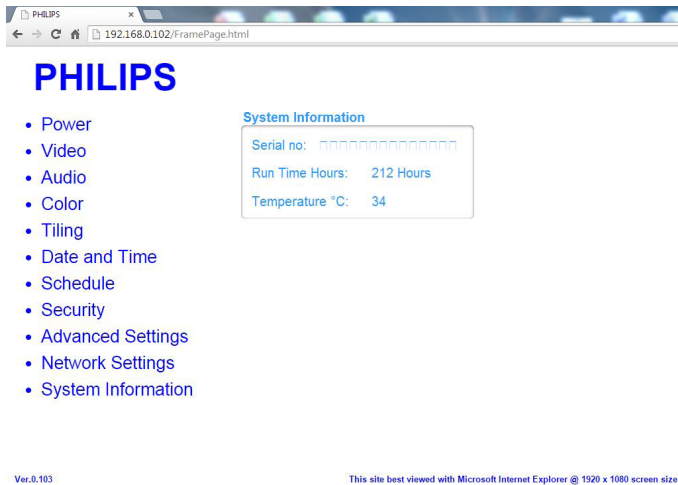 PHILIPS
192.168.0.102/FramePage.html
PHILIPS
Power
Video
Audio
Color
Tiling
Date and Time
Schedule
Security
Advanced Settings
Network Settings
System Information
System Information
Serial no:
Run Time Hours: 212 Hours
Temperature °C: 34
Ver.0.103
This site best viewed with Microsoft Internet Explorer @ 1920 x 1080 screen size